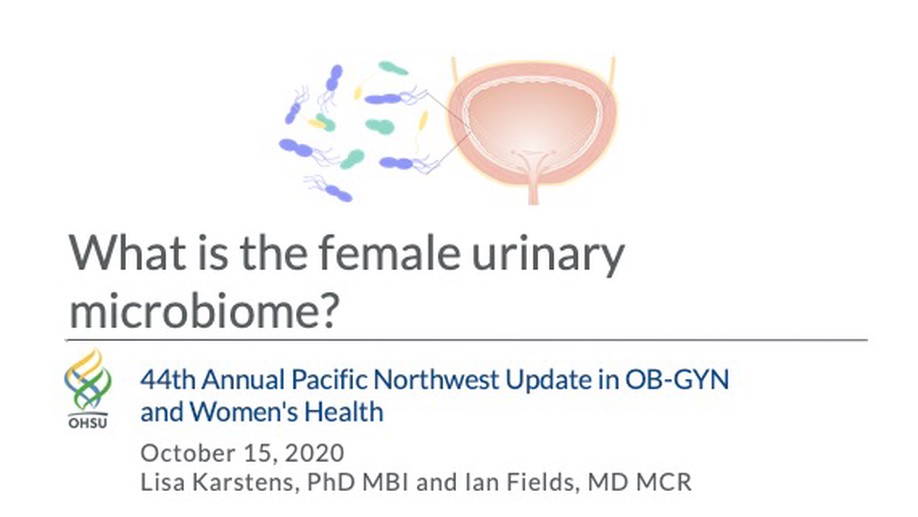 What is the female urinary
microbiome?
OHSU
44th Annual Pacific Northwest Update in OB-GYN
and Women's Health
October 15, 2020
Lisa Karstens, PhD MBI and Ian Fields, MD MCR